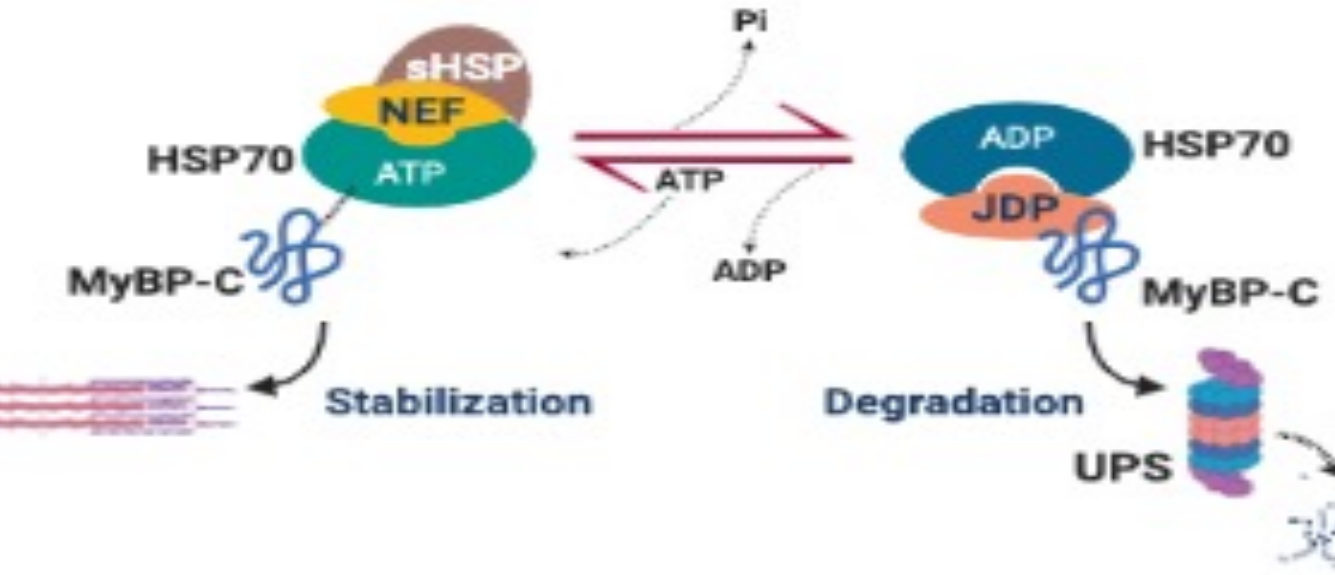 Pi
sHSP
NEF
HSP70
ATP
ATP
ADP
MyBP-C
ADP
HSP70
JDP
MyBP-C
Stabilization
Degradation
UPS